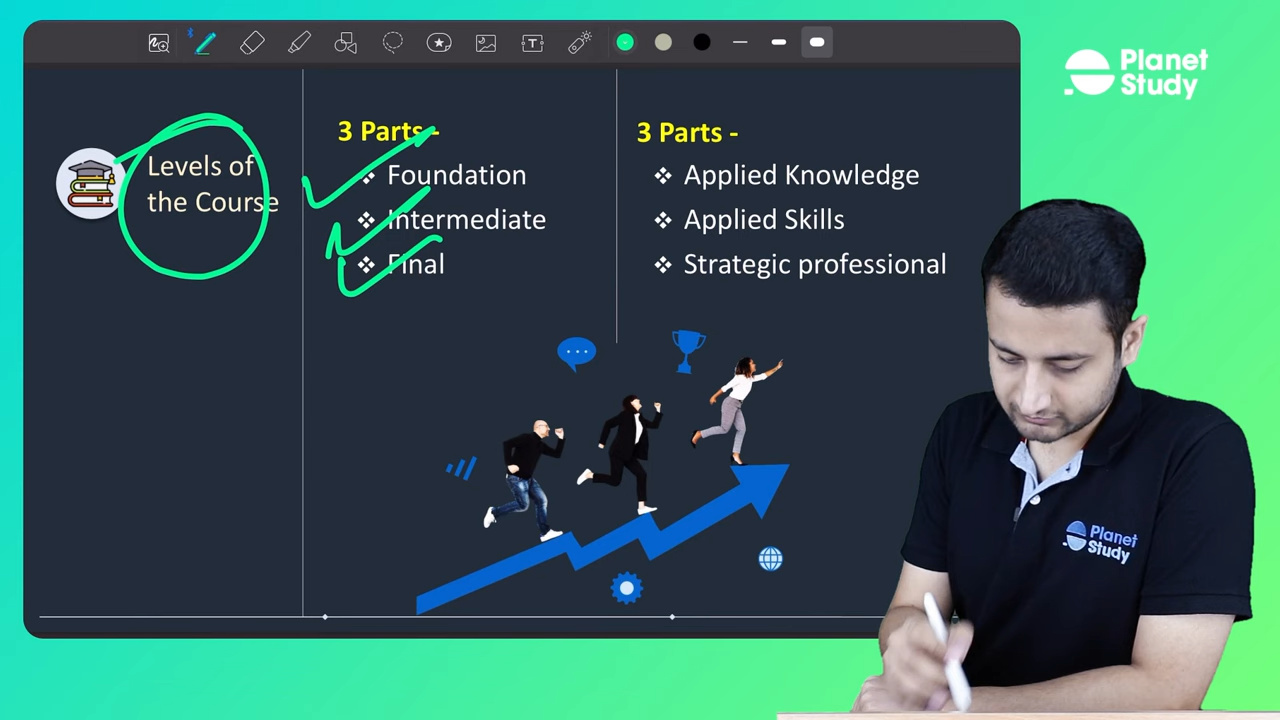 Planet
Study
Levels of
the Course
3 Parts -
❖ Foundation
❖ Intermediate
❖ Final
3 Parts -
❖ Applied Knowledge
❖ Applied Skills
❖ Strategic professional
Planet
Study